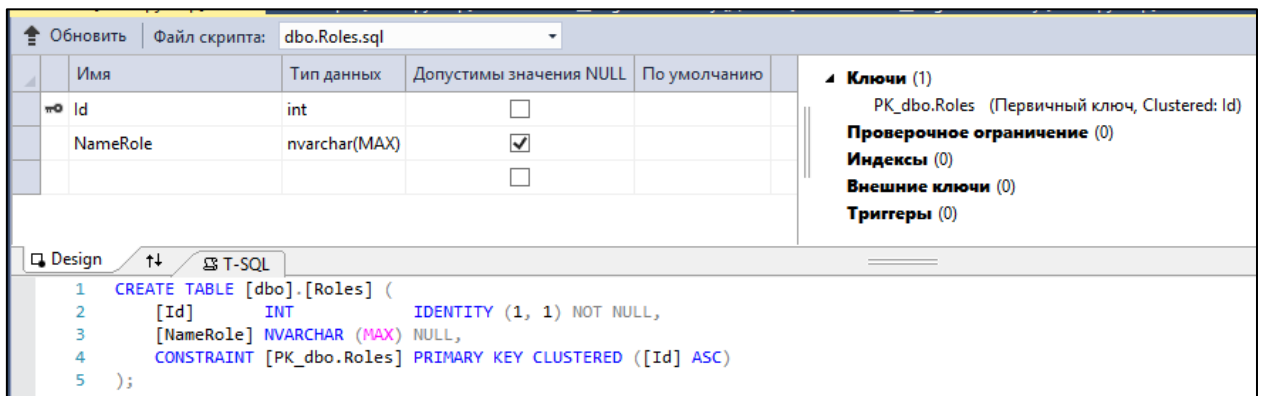 Обновить Файл скрипта: dbo.Roles.sql
Имя Тип данных Допустимы значения NULL По умолчанию
Id int
NameRole nvarchar(MAX)
Ключи (1)
PK_dbo.Roles (Первичный ключ, Clustered: Id)
Проверочное ограничение (0)
Индексы (0)
Внешние ключи (0)
Триггеры (0)
Design T-SQL
1 CREATE TABLE [dbo].[Roles] (
2 [Id] INT IDENTITY (1, 1) NOT NULL,
3 [NameRole] NVARCHAR (MAX) NULL,
4 CONSTRAINT [PK_dbo.Roles] PRIMARY KEY CLUSTERED ([Id] ASC)
5 );